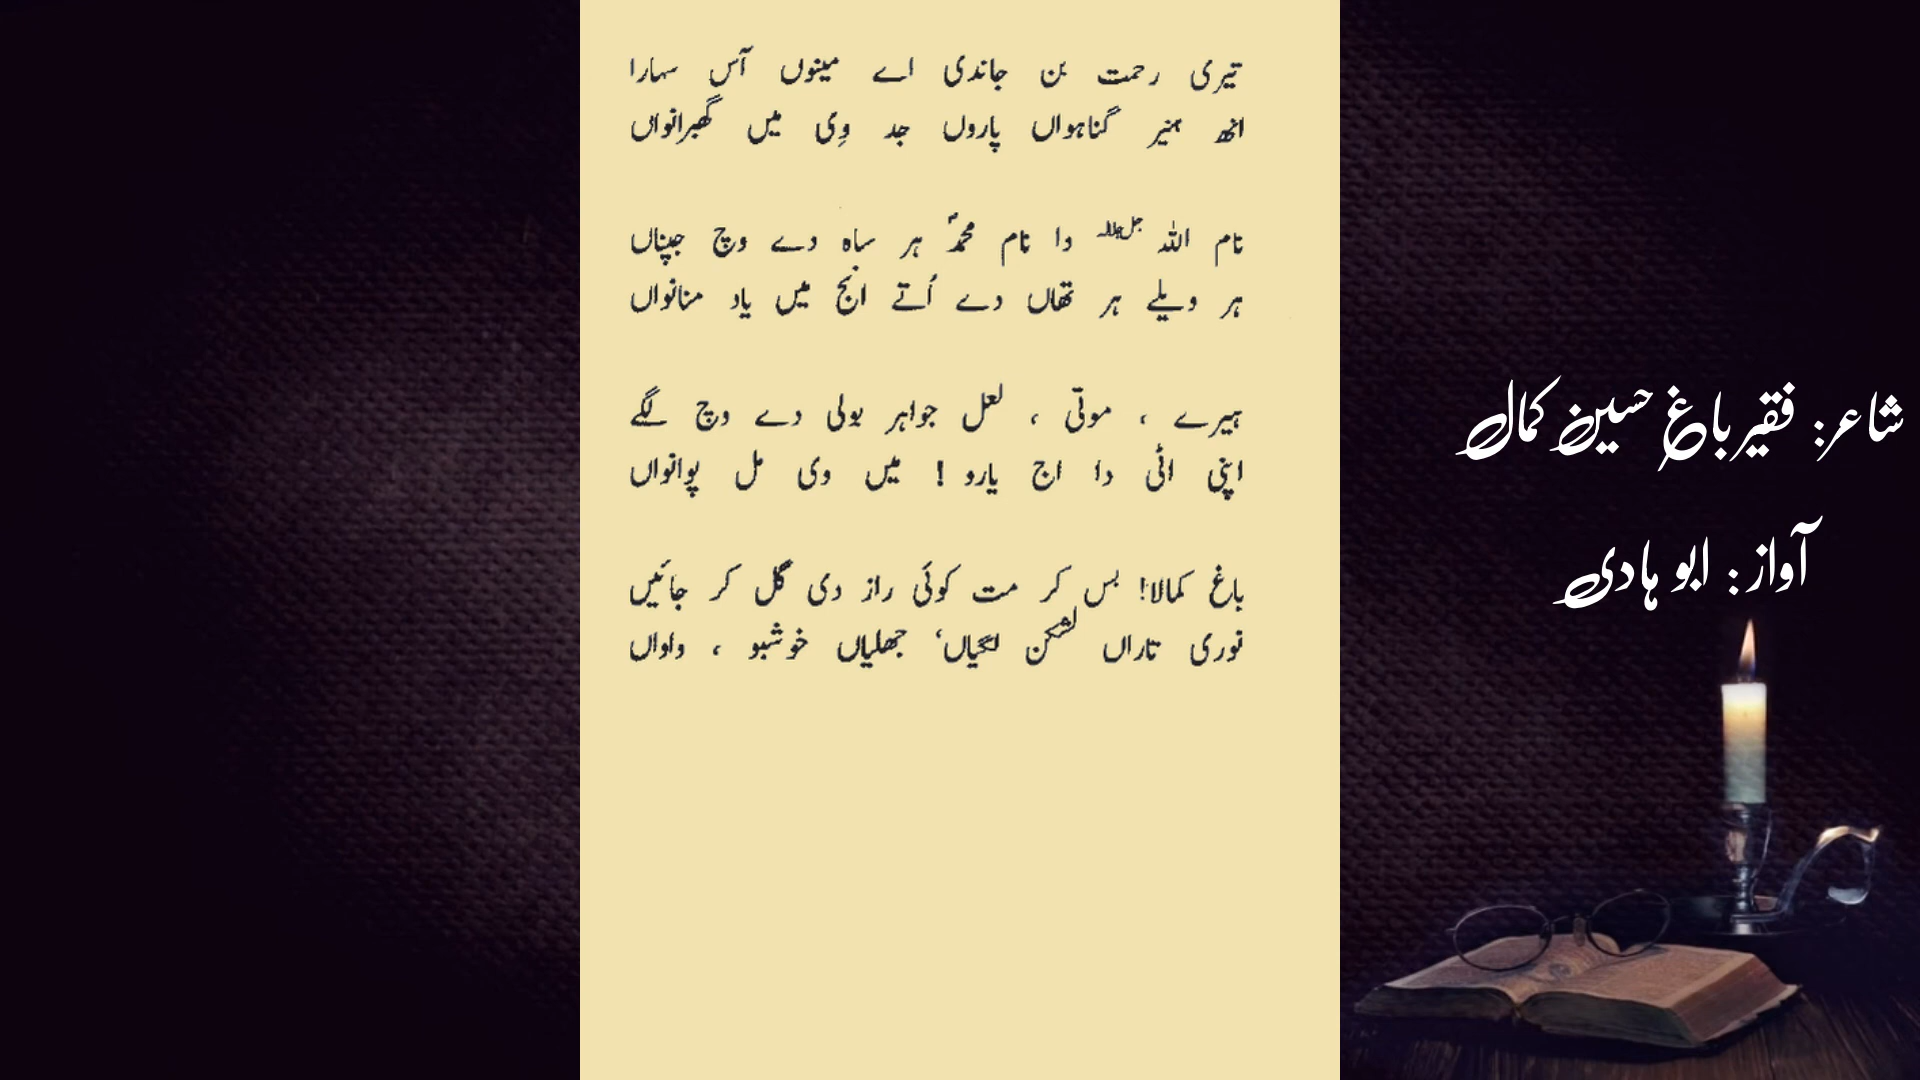 تیری رحمت بن جاندی اے مینوں آس سہارا
انھ ہنیر گناہواں پاروں جد وِی میں گھبرانواں
نام اللہ جل جلالہ دا نام محمدؐ ہر ساہ دے وچ جپناں
ہر ویلے ہر تھاں دے اُتے انج میں یاد منانواں
ہیرے ، موتی ، لعل جواہر بولی دے وچ لگے
اپنی اٹی دا اج یارو ! میں وی مل پوانواں
باغ کمالا! بس کر مت کوئی راز دی گل کر جائیں
نوری تاراں لشکن لگیاں، جھلیاں خوشبو ، واواں
شاعر: فقیر باغ حسین کمال
آواز: ابو ہادی